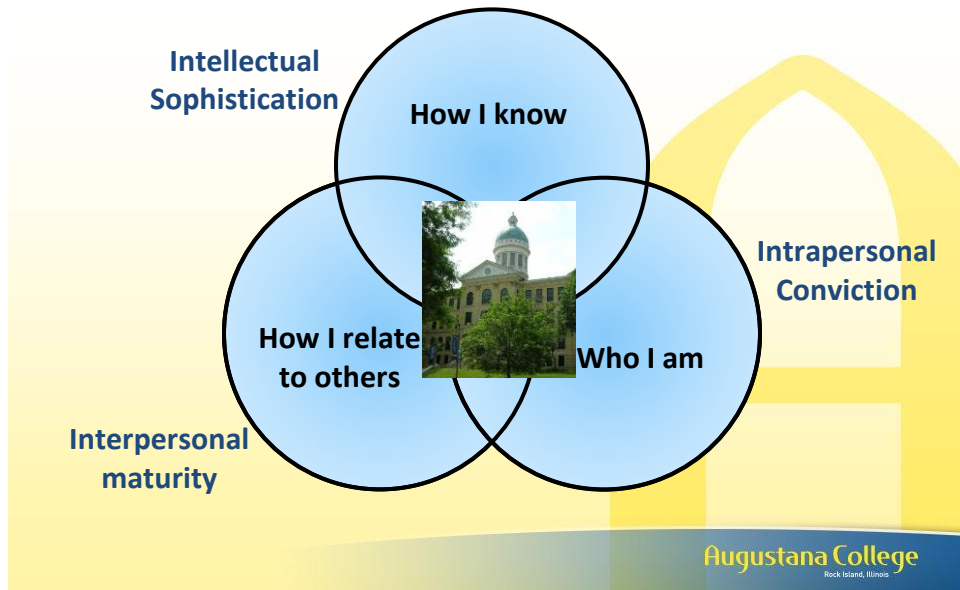 Intellectual
Sophistication
How I know
Intrapersonal
Conviction
How I relate
to others
Who I am
Interpersonal
maturity
Augustana College
Rock Island, Illinois